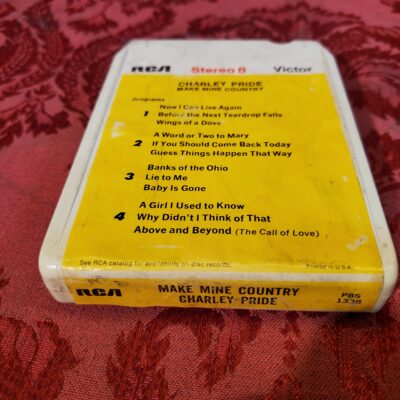 RCA Stereo 8 Victor
CHARLEY PRIDE
MAKE MINE COUNTRY
Programs
Now I Can Live Again
1 Before the Next Teardrop Falls
Wings of a Dove
A Word or Two to Mary
2 If You Should Come Back Today
Guess Things Happen That Way
Banks of the Ohio
3 Lie to Me
Baby Is Gone
A Girl I Used to Know
4 Why Didn't I Think of That
Above and Beyond (The Call of Love)
See RCA catalog for availability on disc records. Printed in U.S.A.
RCA MAKE MINE COUNTRY P8S
CHARLEY PRIDE 1338